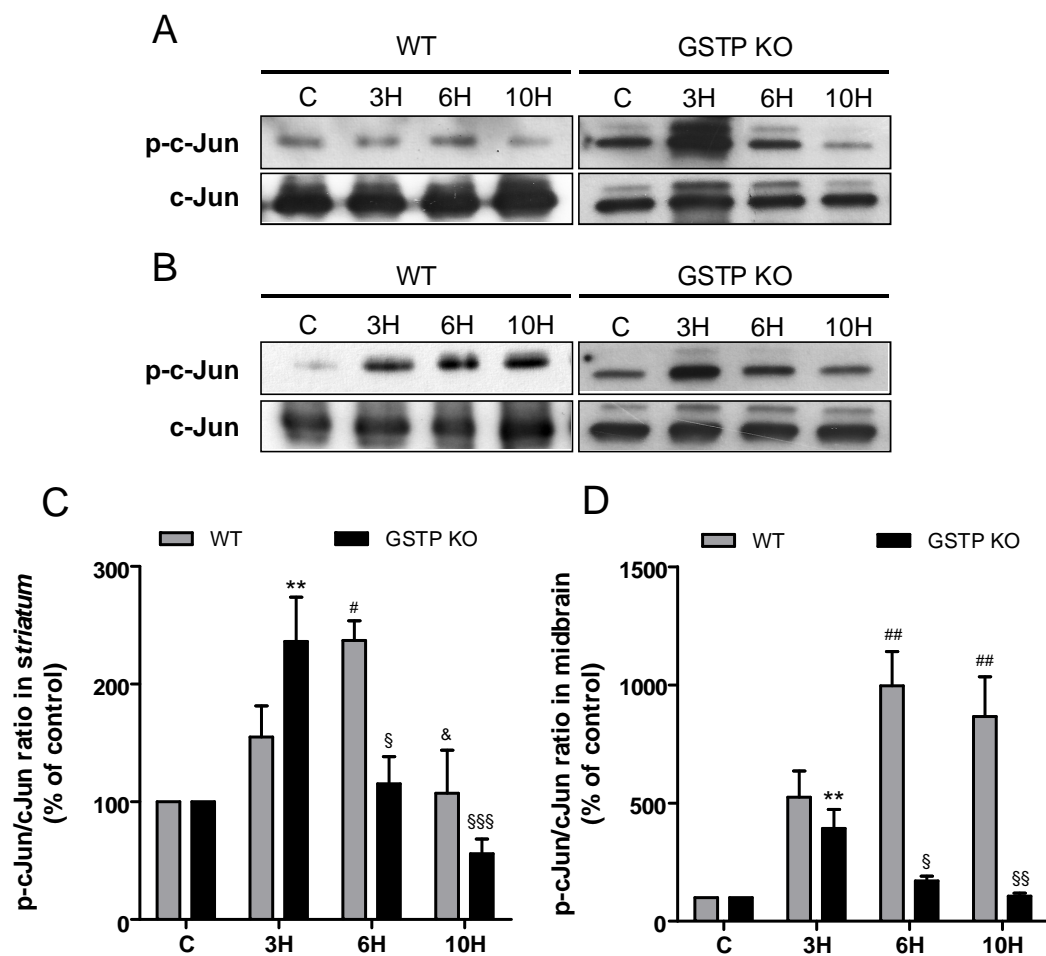 A
WT GSTP KO
C 3H 6H 10H C 3H 6H 10H
p-c-Jun
c-Jun
B
WT GSTP KO
C 3H 6H 10H C 3H 6H 10H
p-c-Jun
c-Jun
C
WT GSTP KO
p-cJun/cJun ratio in striatum
(% of control)
300
200
100
0
** # § & §§§
C 3H 6H 10H
D
WT GSTP KO
p-cJun/cJun ratio in midbrain
(% of control)
1500
1000
500
0
** ## § ## §§
C 3H 6H 10H